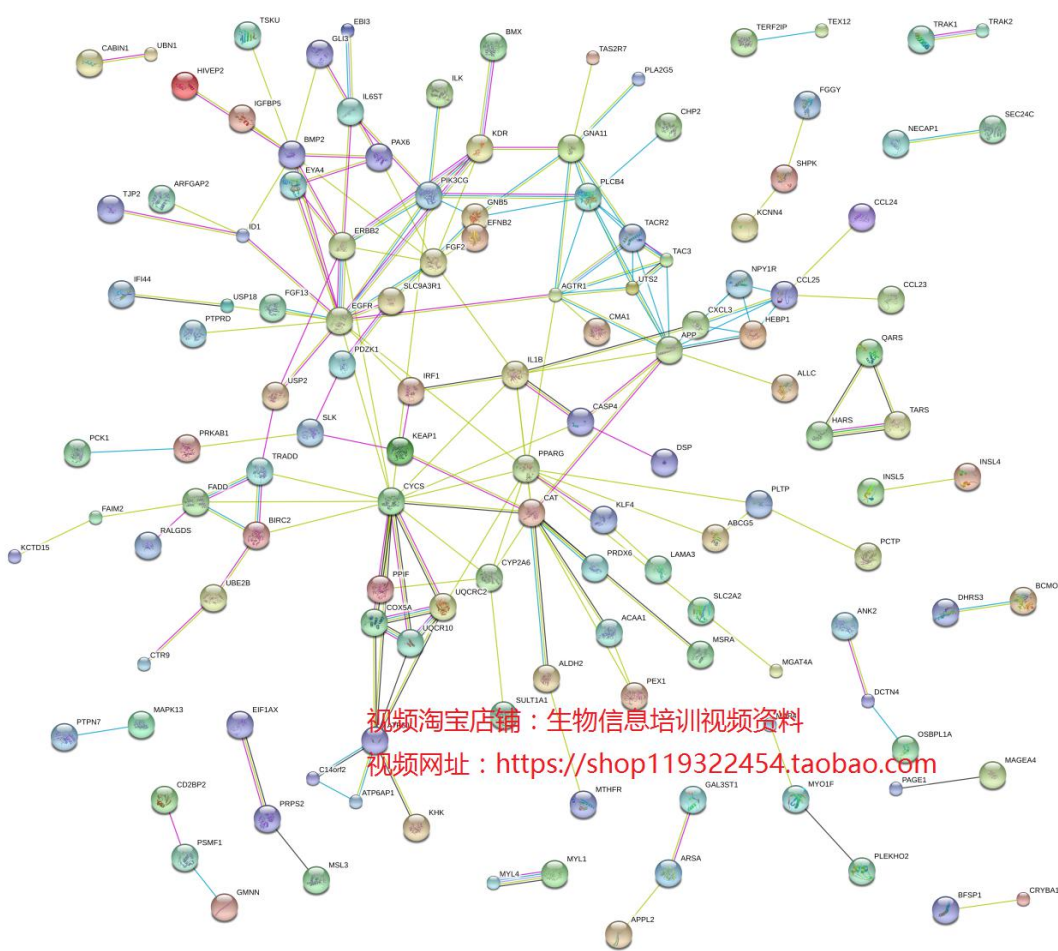 TSKU
EBI3
GLI3
BMX
TERF2IP
TEX12
TRAK1
TRAK2
CABIN1
UBN1
TAS2R7
HIVEP2
ILK
PLA2G5
FGGY
IL6ST
IGFBP5
CHP2
NECAP1
SEC24C
KDR
GNA11
BMP2
PAX6
SHPK
EYA4
PIK3CG
PLCB4
TJP2
ARFGAP2
KCNN4
CCL24
GNB5
EFNB2
TACR2
ID1
ERBB2
FGF2
TAC3
IFI44
USP18
FGF13
SLC9A3R1
AGTR1
UTS2
NPY1R
CCL25
CCL23
EGFR
PTPRD
CMA1
CXCL3
HEBP1
APP
QARS
PDZK1
IL1B
ALLC
USP2
IRF1
CASP4
HARS
TARS
PCK1
PRKAB1
SLK
KEAP1
DSP
TRADD
PPARG
FADD
CYCS
CAT
INSL5
INSL4
FAIM2
RALGDS
BIRC2
KLF4
PLTP
ABCG5
KCTD15
PCTP
PRDX6
LAMA3
CYP2A6
UBE2B
PPIF
UQCRC2
COX5A
SLC2A2
DHRS3
BCMO
ANK2
UQCR10
ACAA1
CTR9
MSRA
MGAT4A
ALDH2
PEX1
DCTN4
SULT1A1
PTPN7
MAPK13
EIF1AX
视频淘宝店铺：生物信息培训视频资料
OSBPL1A
视频网址：https://shop119322454.taobao.com
C14orf2
ATP6AP1
PAGE1
MAGEA4
CD2BP2
PRPS2
KHK
MTHFR
GAL3ST1
MYO1F
PSMF1
MSL3
MYL4
MYL1
ARSA
PLEKHO2
GMNN
APPL2
BFSP1
CRYBA1